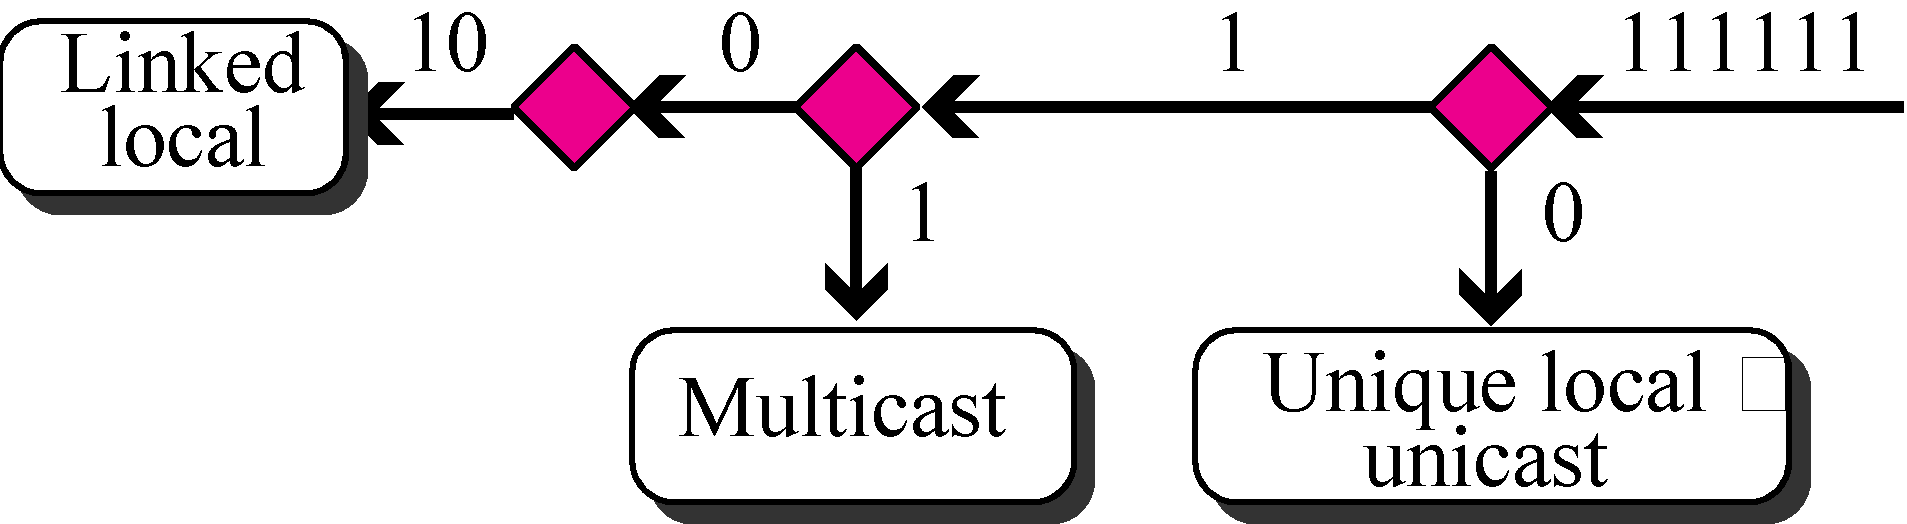 Linked
local
10
0
1
111111
1
0
Multicast
Unique local
unicast